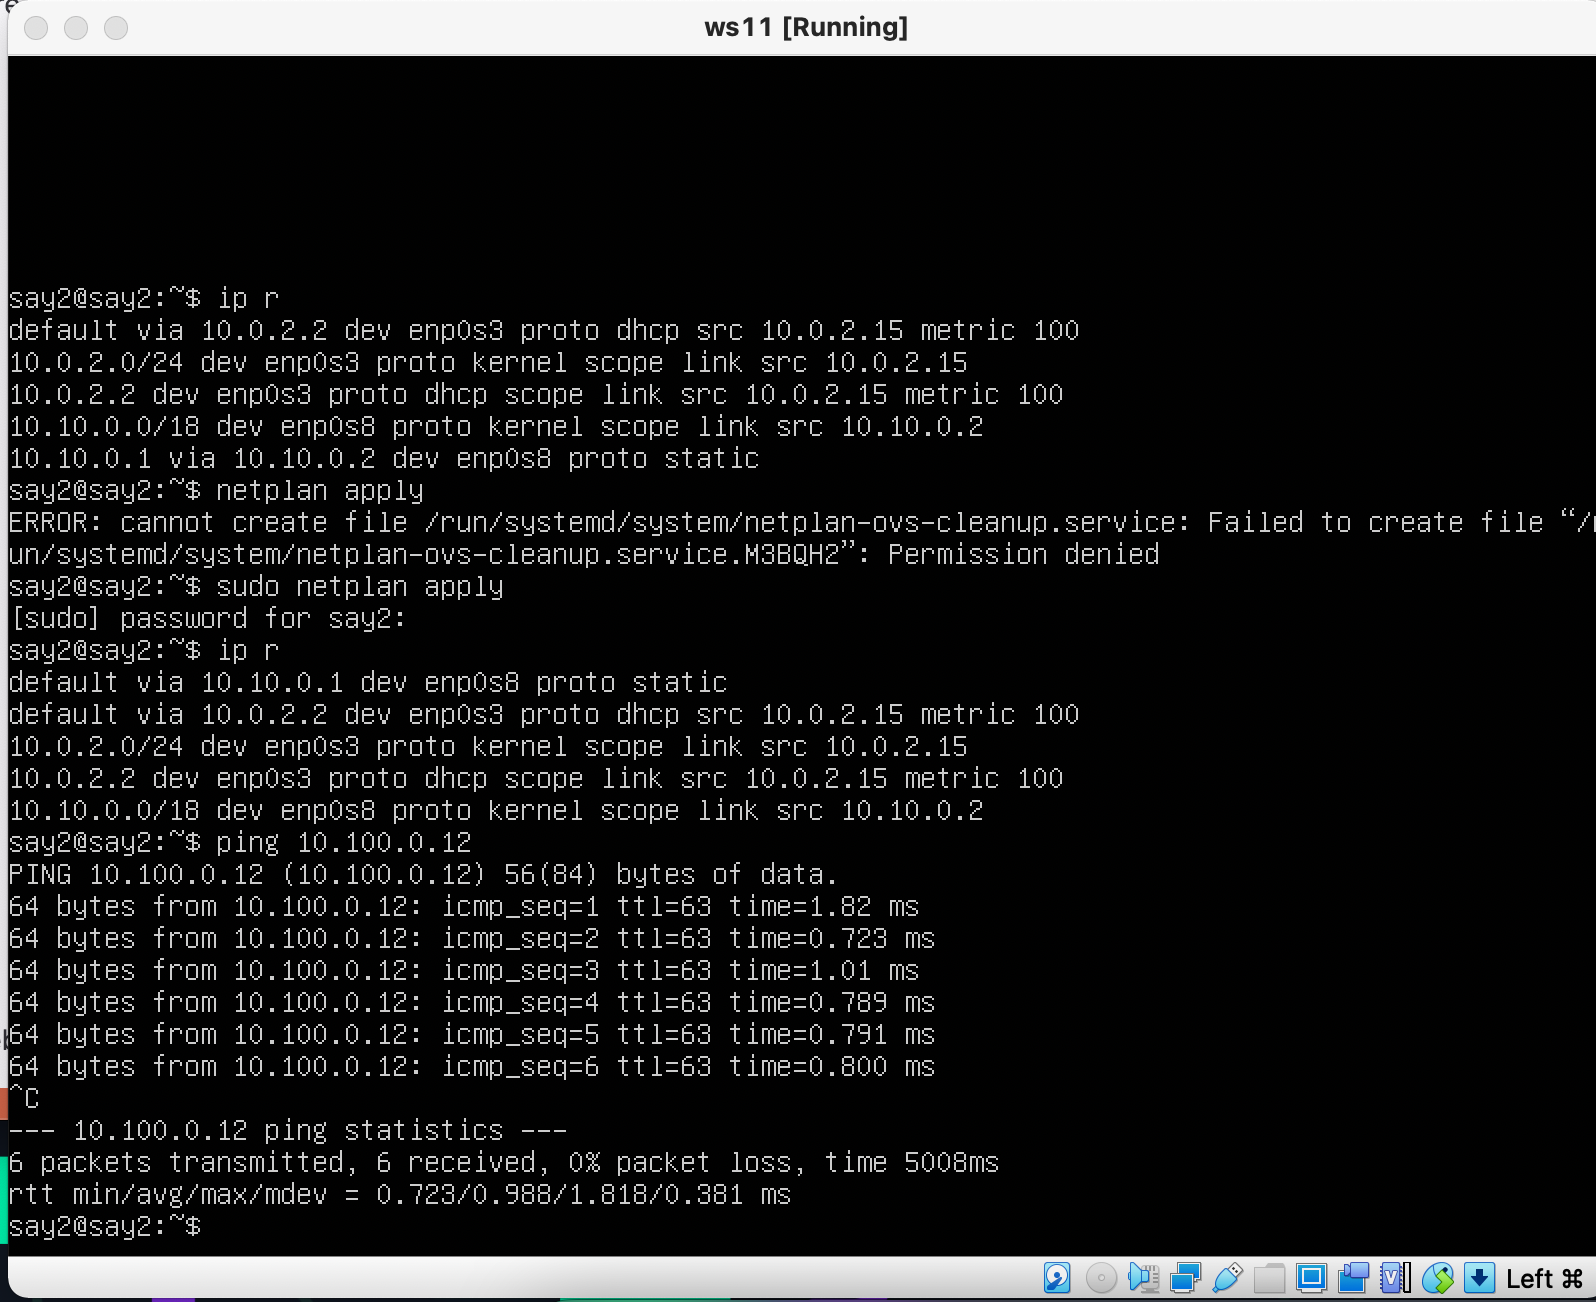 ws11 [Running]
say2@say2:~$ ip r
default via 10.0.2.2 dev enp0s3 proto dhcp src 10.0.2.15 metric 100
10.0.2.0/24 dev enp0s3 proto kernel scope link src 10.0.2.15
10.0.2.2 dev enp0s3 proto dhcp scope link src 10.0.2.15 metric 100
10.10.0.0/18 dev enp0s8 proto kernel scope link src 10.10.0.2
10.10.0.1 via 10.10.0.2 dev enp0s8 proto static
say2@say2:~$ netplan apply
ERROR: cannot create file /run/systemd/system/netplan-ovs-cleanup.service: Failed to create file “/r
un/systemd/system/netplan-ovs-cleanup.service.M3BQH2”: Permission denied
say2@say2:~$ sudo netplan apply
[sudo] password for say2:
say2@say2:~$ ip r
default via 10.10.0.1 dev enp0s8 proto static
default via 10.0.2.2 dev enp0s3 proto dhcp src 10.0.2.15 metric 100
10.0.2.0/24 dev enp0s3 proto kernel scope link src 10.0.2.15
10.0.2.2 dev enp0s3 proto dhcp scope link src 10.0.2.15 metric 100
10.10.0.0/18 dev enp0s8 proto kernel scope link src 10.10.0.2
say2@say2:~$ ping 10.100.0.12
PING 10.100.0.12 (10.100.0.12) 56(84) bytes of data.
64 bytes from 10.100.0.12: icmp_seq=1 ttl=63 time=1.82 ms
64 bytes from 10.100.0.12: icmp_seq=2 ttl=63 time=0.723 ms
64 bytes from 10.100.0.12: icmp_seq=3 ttl=63 time=1.01 ms
64 bytes from 10.100.0.12: icmp_seq=4 ttl=63 time=0.789 ms
64 bytes from 10.100.0.12: icmp_seq=5 ttl=63 time=0.791 ms
64 bytes from 10.100.0.12: icmp_seq=6 ttl=63 time=0.800 ms
^C
--- 10.100.0.12 ping statistics ---
6 packets transmitted, 6 received, 0% packet loss, time 5008ms
rtt min/avg/max/mdev = 0.723/0.988/1.818/0.381 ms
say2@say2:~$
Left ⌘